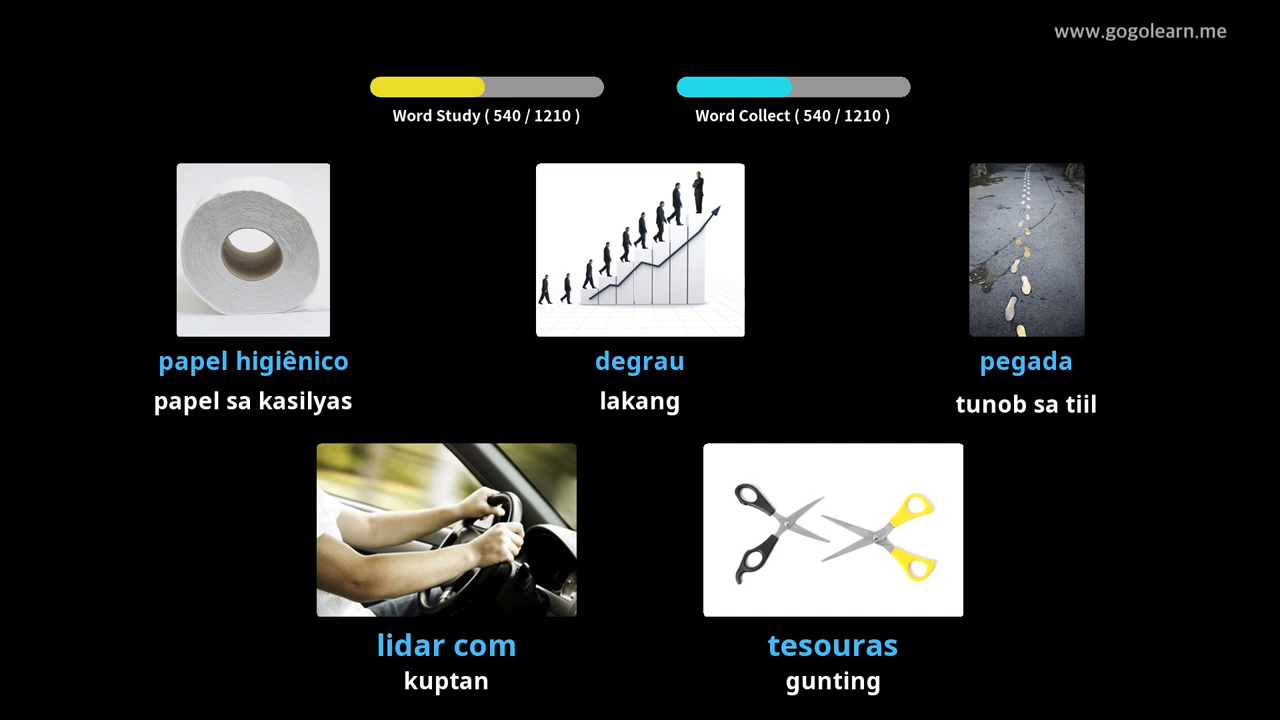 www.gogolearn.me
Word Study ( 540 / 1210 )
Word Collect ( 540 / 1210 )
papel higiênico
papel sa kasilyas
degrau
lakang
pegada
tunob sa tiil
lidar com
kuptan
tesouras
gunting